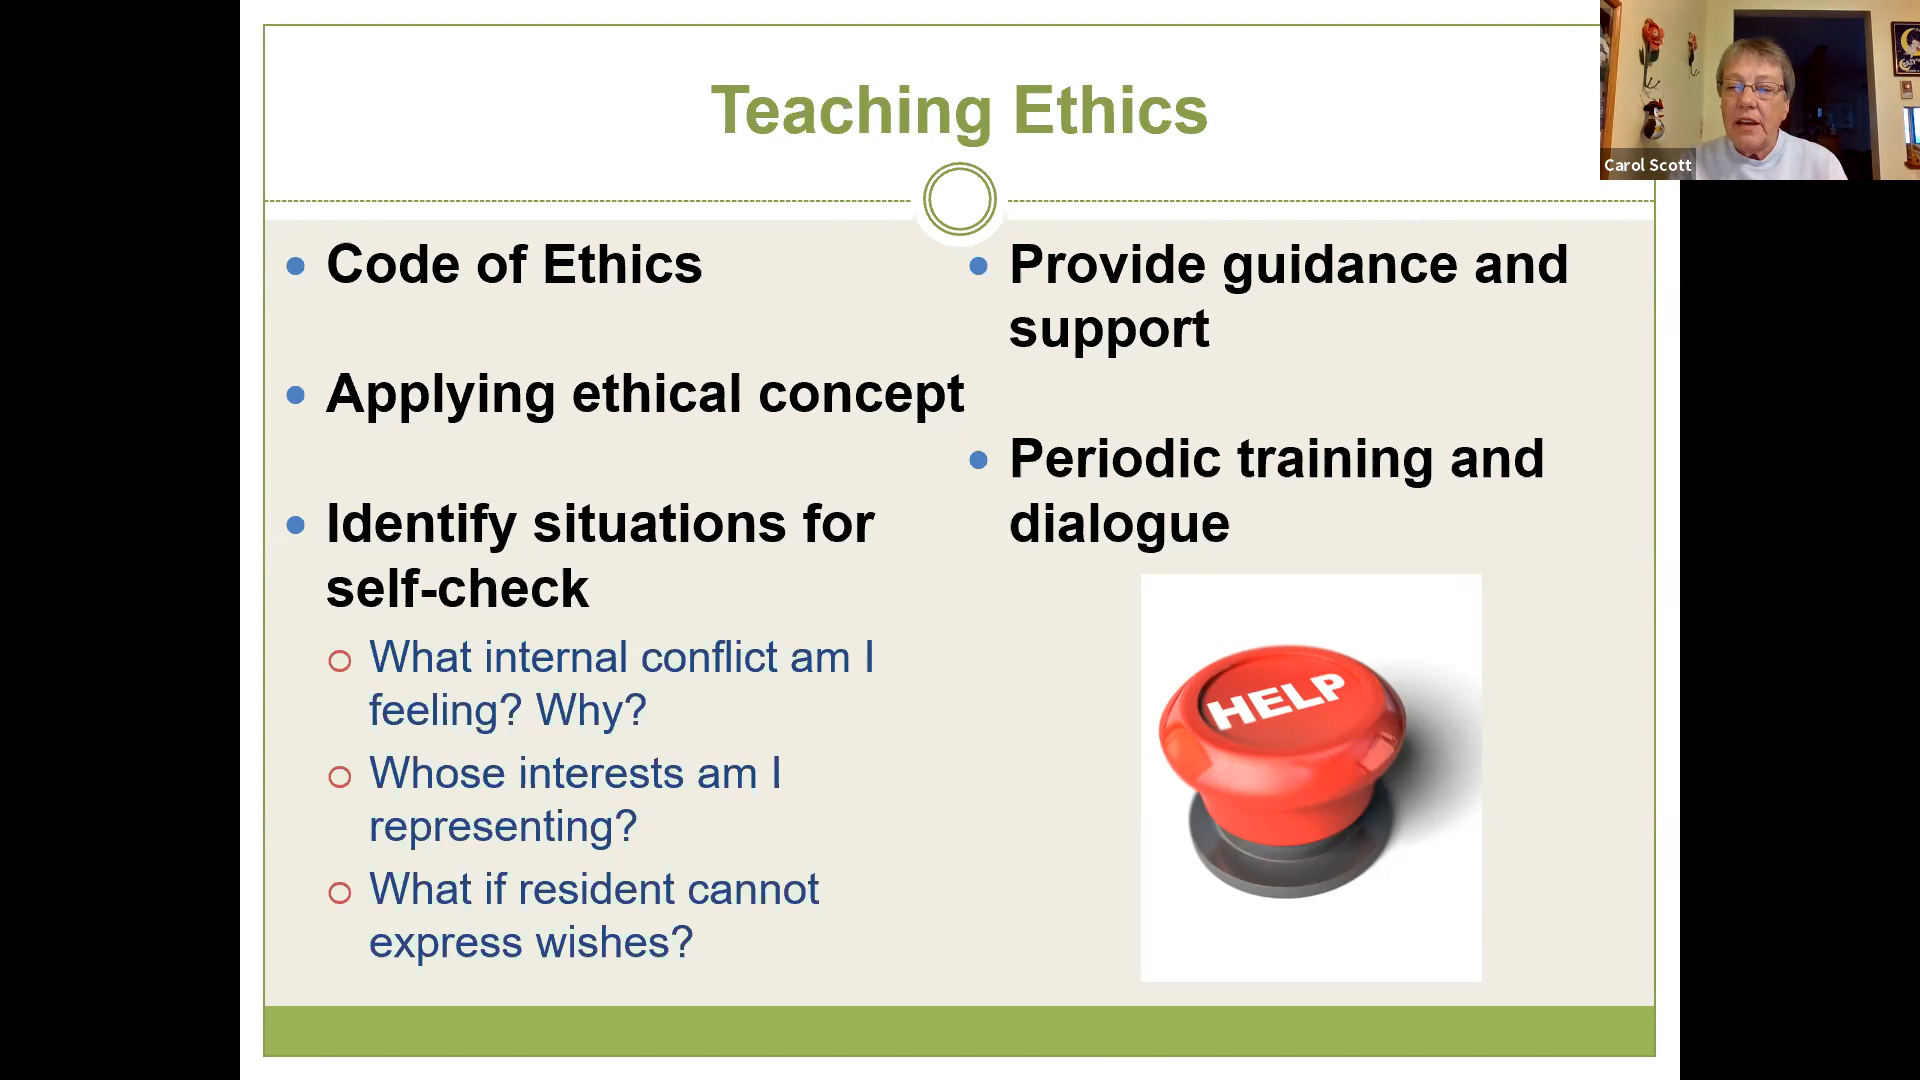 Teaching Ethics
Carol Scott
Code of Ethics
Applying ethical concept
Identify situations for
self-check
What internal conflict am I
feeling? Why?
Whose interests am I
representing?
What if resident cannot
express wishes?
Provide guidance and
support
Periodic training and
dialogue
HELP